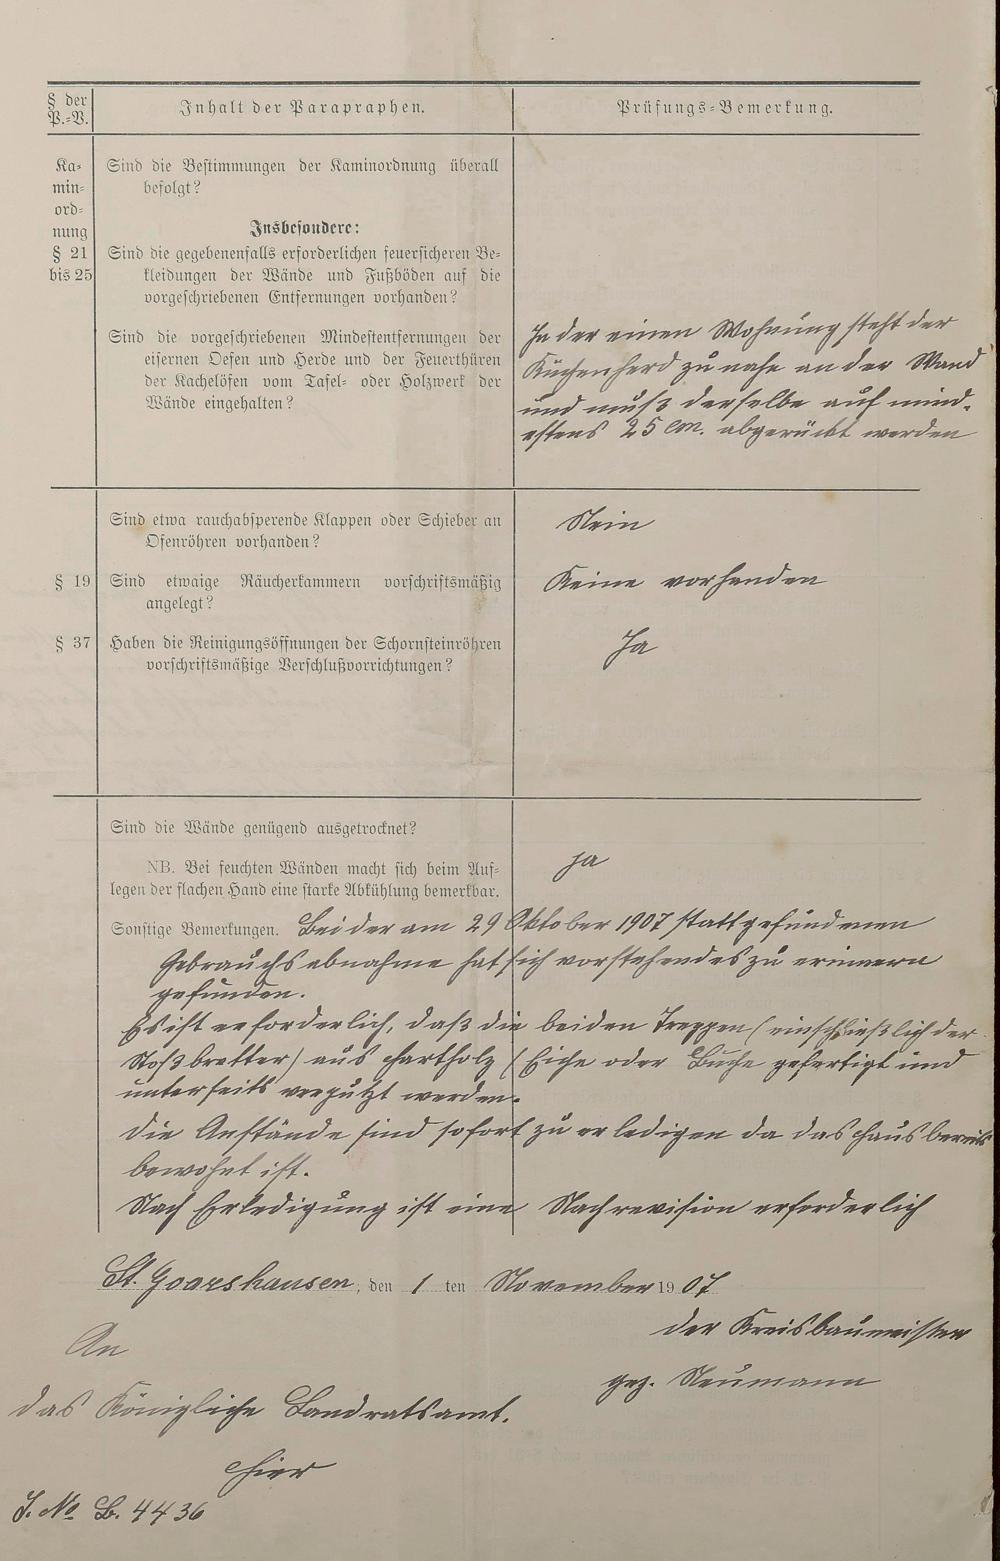 § der
P.-V.
Inhalt der Parapraphen.
Prüfungs-Bemerkung.
Ka-
min-
ord-
nung
§ 21
bis 25
Sind die Bestimmungen der Kaminordnung überall
befolgt?
Insbesondere:
Sind die gegebenenfalls erforderlichen feuersicheren Be-
kleidungen der Wände und Fußböden auf die
vorgeschriebenen Entfernungen vorhanden?
Sind die vorgeschriebenen Mindestentfernungen der
eisernen Oefen und Herde und der Feuerthüren
der Kachelöfen vom Tafel- oder Holzwerk der
Wände eingehalten?
In der einen Wohnung steht der
Küchenherd zu nahe an der Wand
und muß derselbe auf mind-
estens 25 cm. abgerückt werden
Sind etwa rauchabsperende Klappen oder Schieber an
Ofenröhren vorhanden?
Nein
§ 19
Sind etwaige Räucherkammern vorschriftsmäßig
angelegt?
Keine vorhanden
§ 37
Haben die Reinigungsöffnungen der Schornsteinröhren
vorschriftsmäßige Verschlußvorrichtungen?
Ja
Sind die Wände genügend ausgetrocknet?
NB. Bei feuchten Wänden macht sich beim Auf-
legen der flachen Hand eine starke Abkühlung bemerkbar.
ja
Sonstige Bemerkungen. Bei der am 29 Oktober 1907 stattgefundenen
Gebrauchsabnahme hat sich vorstehendes zu erinnern
gefunden.
Es ist erforderlich, daß die beiden Treppen (einschließlich der
Stoßbretter) aus Hartholz (Eiche oder Buche gefertigt und
unterseits verputzt werden.
Die Anstände sind sofort zu erledigen da das Haus bereits
bewohnt ist.
Nach Erledigung ist eine Nachrevision erforderlich
St. Goarshausen, den 1 ten November 1907
Der Kreisbaumeister
gez. Neumann
An
das Königliche Landratsamt.
Hier
J. No B. 4436